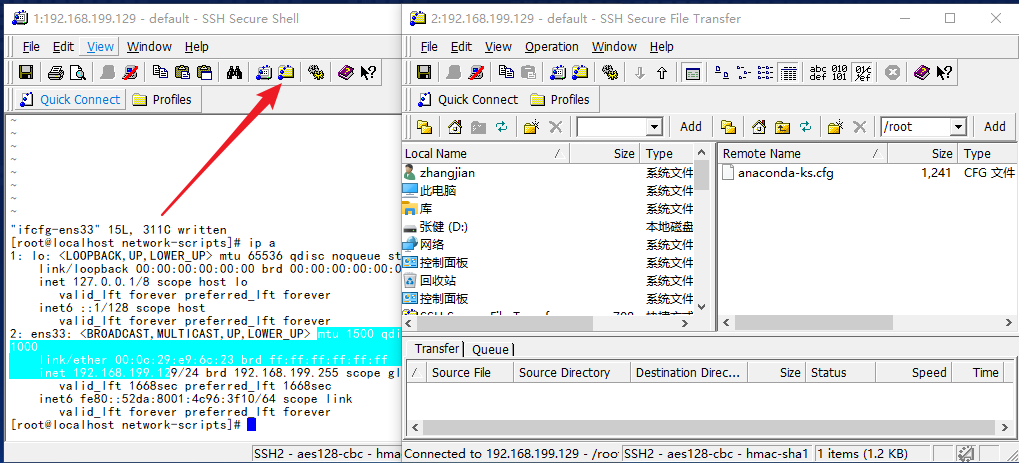 1:192.168.199.129 - default - SSH Secure Shell
File Edit View Window Help
Quick Connect Profiles
~
~
~
~
~
~
"ifcfg-ens33" 15L, 311C written
[root@localhost network-scripts]# ip a
1: lo: <LOOPBACK,UP,LOWER_UP> mtu 65536 qdisc noqueue st
link/loopback 00:00:00:00:00:00 brd 00:00:00:00:00:0
inet 127.0.0.1/8 scope host lo
valid_lft forever preferred_lft forever
inet6 ::1/128 scope host
valid_lft forever preferred_lft forever
2: ens33: <BROADCAST,MULTICAST,UP,LOWER_UP> mtu 1500 qdi
1000
link/ether 00:0c:29:e9:6c:23 brd ff:ff:ff:ff:ff:ff
inet 192.168.199.129/24 brd 192.168.199.255 scope gl
valid_lft 1668sec preferred_lft 1668sec
inet6 fe80::52da:8001:4c96:3f10/64 scope link
valid_lft forever preferred_lft forever
[root@localhost network-scripts]#
SSH2 - aes128-cbc - hmac-
2:192.168.199.129 - default - SSH Secure File Transfer
File Edit View Operation Window Help
abc def 010 101
Quick Connect Profiles
Add /root Add
Local Name / Size Type
zhangjian 系统文件
此电脑 系统文件
库 系统文件
张健 (D:) 本地磁盘
网络 系统文件
控制面板 系统文件
回收站 系统文件
控制面板 系统文件
Remote Name / Size Type
anaconda-ks.cfg 1,241 CFG 文件
Transfer Queue
/ Source File Source Directory Destination Direc... Size Status Speed Time
Connected to 192.168.199.129 - /roo SSH2 - aes128-cbc - hmac-sha1 1 items (1.2 KB)